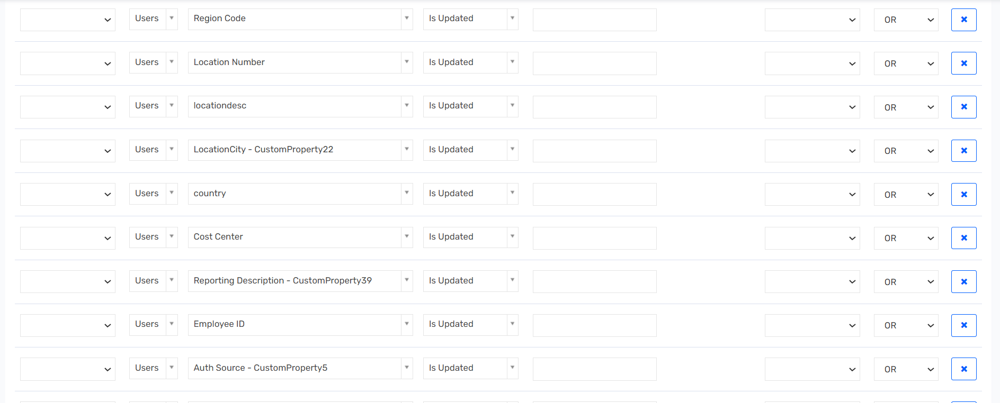 Users Region Code Is Updated OR
Users Location Number Is Updated OR
Users locationdesc Is Updated OR
Users LocationCity - CustomProperty22 Is Updated OR
Users country Is Updated OR
Users Cost Center Is Updated OR
Users Reporting Description - CustomProperty39 Is Updated OR
Users Employee ID Is Updated OR
Users Auth Source - CustomProperty5 Is Updated OR